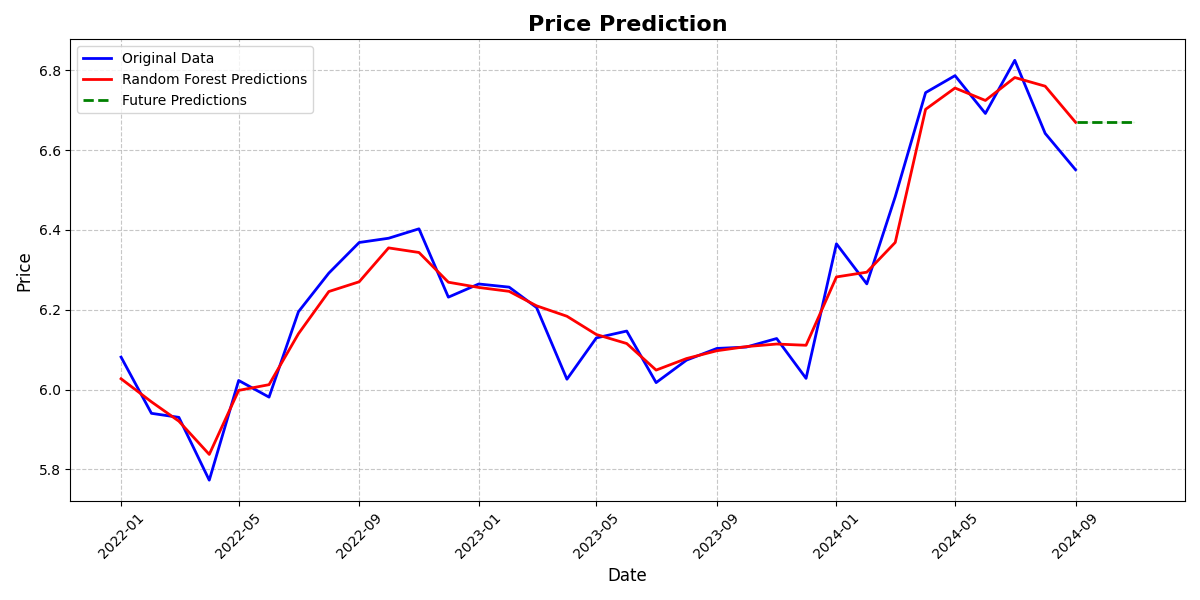 Price Prediction
Original Data
Random Forest Predictions
Future Predictions
Price
6.8
6.6
6.4
6.2
6.0
5.8
2022-01
2022-05
2022-09
2023-01
2023-05
2023-09
2024-01
2024-05
2024-09
Date